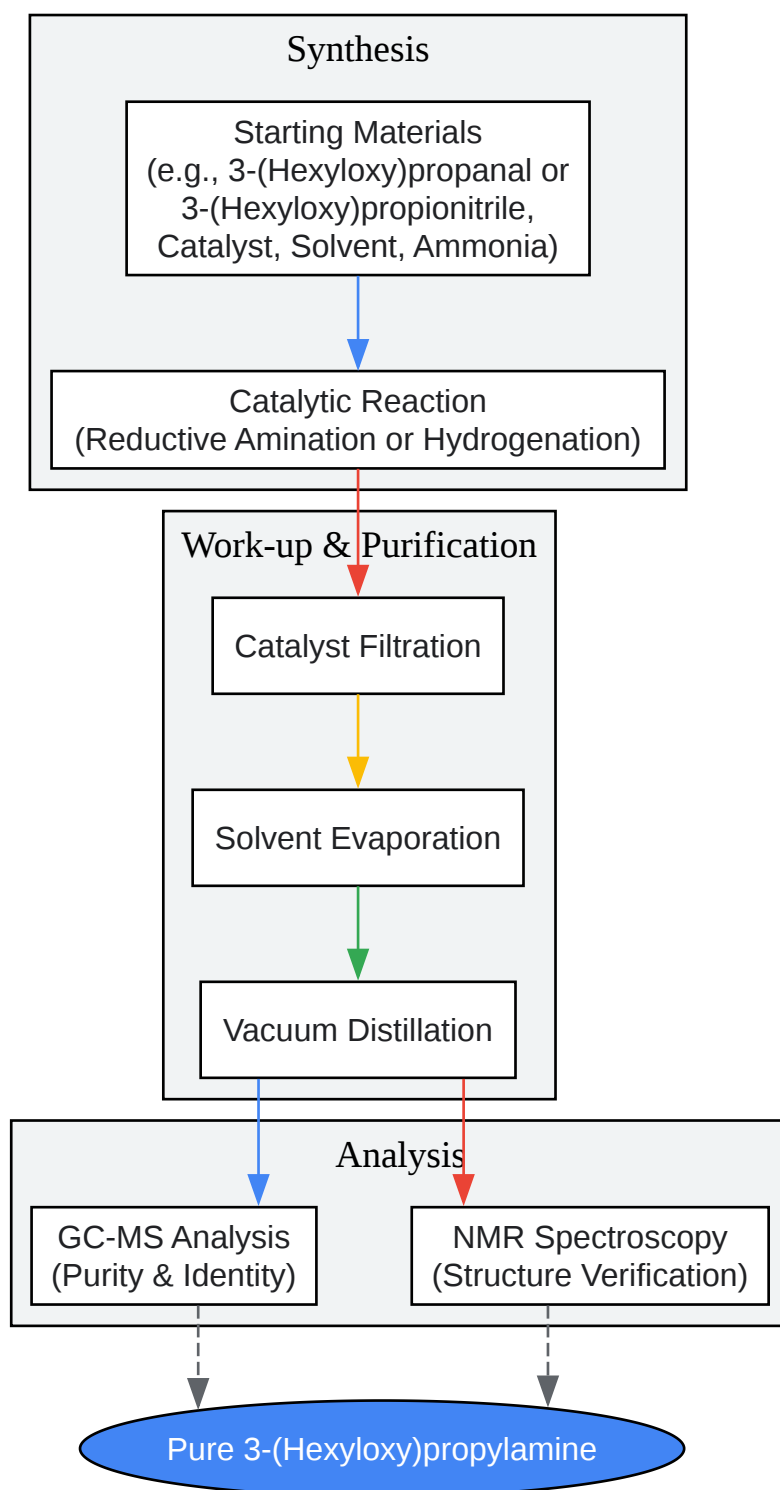 Synthesis
Starting Materials
(e.g., 3-(Hexyloxy)propanal or
3-(Hexyloxy)propionitrile,
Catalyst, Solvent, Ammonia)
Catalytic Reaction
(Reductive Amination or Hydrogenation)
Work-up & Purification
Catalyst Filtration
Solvent Evaporation
Vacuum Distillation
Analysis
GC-MS Analysis
(Purity & Identity)
NMR Spectroscopy
(Structure Verification)
Pure 3-(Hexyloxy)propylamine